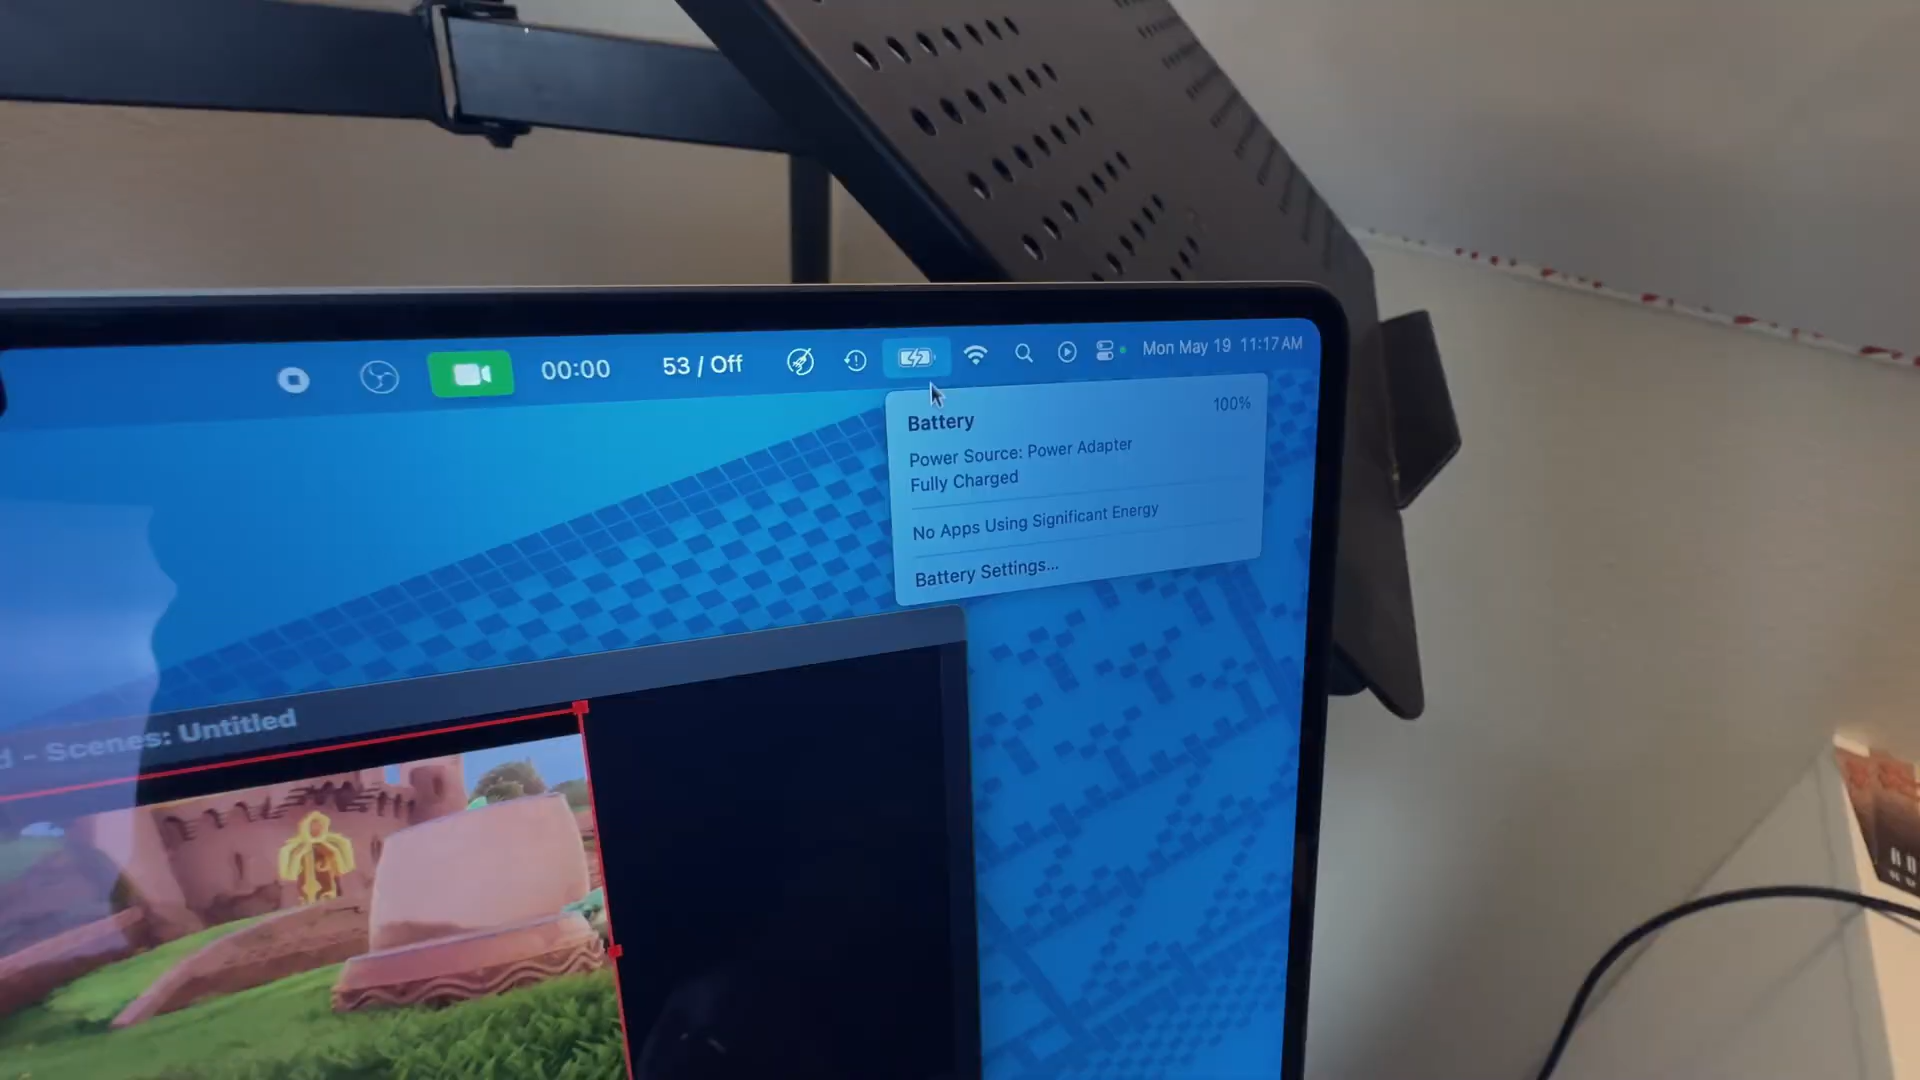 00:00 53 / Off Mon May 19 11:17 AM
Battery 100%
Power Source: Power Adapter
Fully Charged
No Apps Using Significant Energy
Battery Settings...
d - Scenes: Untitled